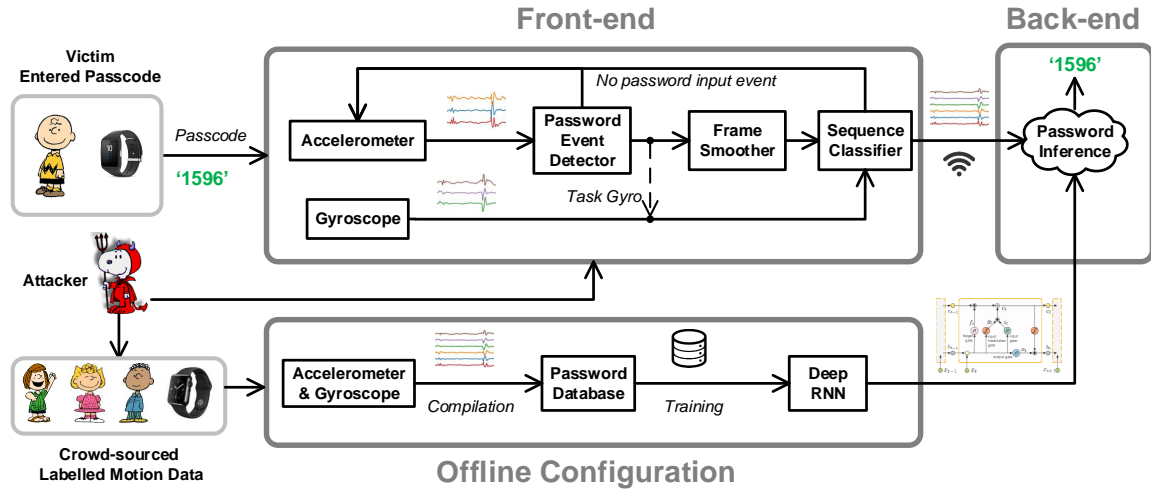 Front-end
Back-end
Victim
Entered Passcode
Passcode
'1596'
No password input event
Accelerometer
Password
Event
Detector
Frame
Smoother
Sequence
Classifier
'1596'
Password
Inference
Task Gyro
Gyroscope
Attacker
Accelerometer
& Gyroscope
Compilation
Password
Database
Training
Deep
RNN
Crowd-sourced
Labelled Motion Data
Offline Configuration